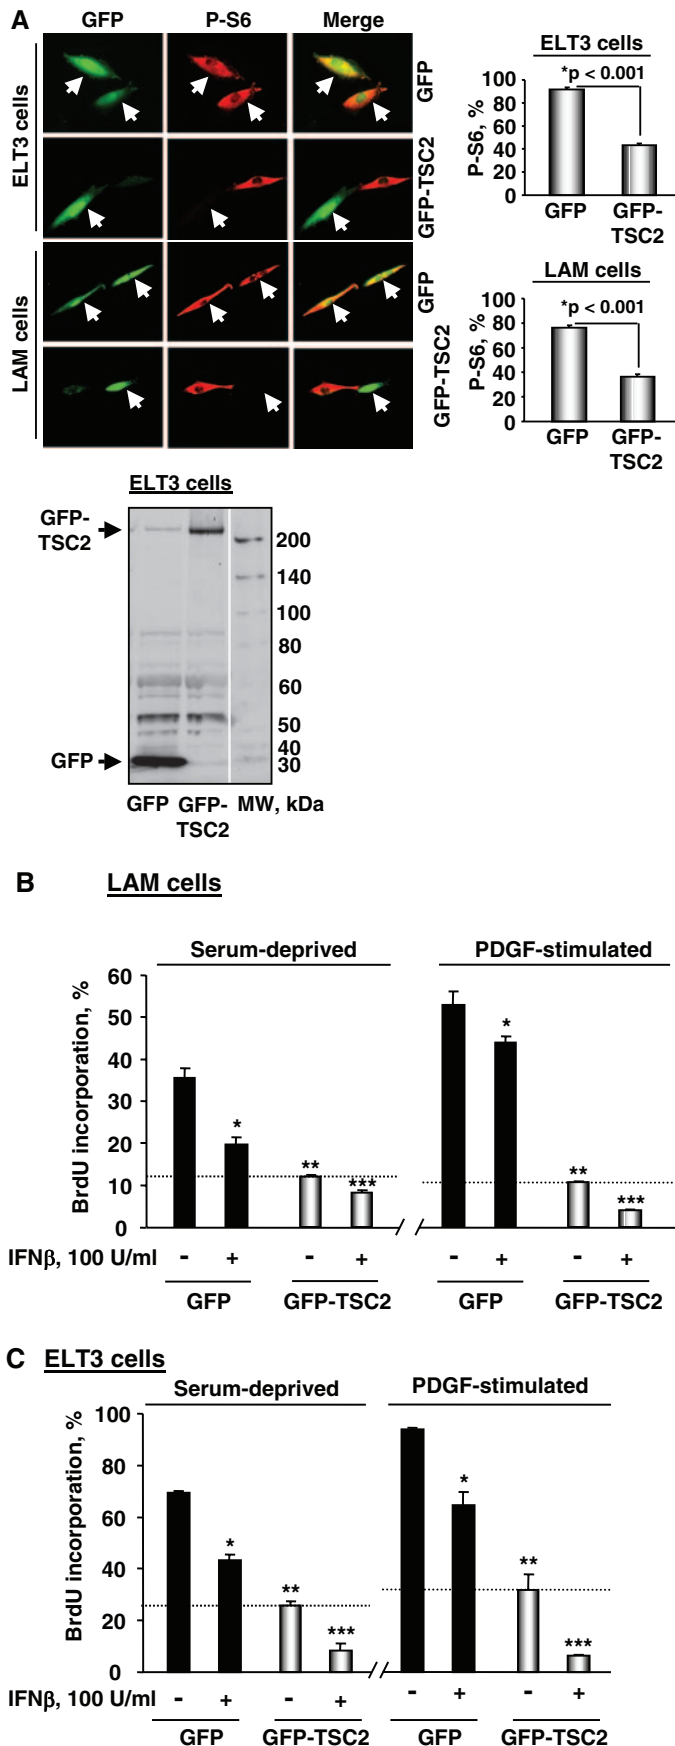 A
GFP P-S6 Merge
ELT3 cells
GFP
GFP-TSC2
LAM cells
GFP
GFP-TSC2
ELT3 cells
*p < 0.001
P-S6, %
100
80
60
40
20
0
GFP GFP-
TSC2
LAM cells
*p < 0.001
P-S6, %
100
80
60
40
20
0
GFP GFP-
TSC2
ELT3 cells
GFP-
TSC2
GFP
200
140
100
80
60
50
40
30
GFP GFP- MW, kDa
TSC2
B LAM cells
Serum-deprived PDGF-stimulated
BrdU incorporation, %
60
50
40
30
20
10
0
* ** *** * ** ***
IFNβ, 100 U/ml - + - + - + - +
GFP GFP-TSC2 GFP GFP-TSC2
C ELT3 cells
Serum-deprived PDGF-stimulated
BrdU incorporation, %
100
80
60
40
20
0
* ** *** * ** ***
IFNβ, 100 U/ml - + - + - + - +
GFP GFP-TSC2 GFP GFP-TSC2